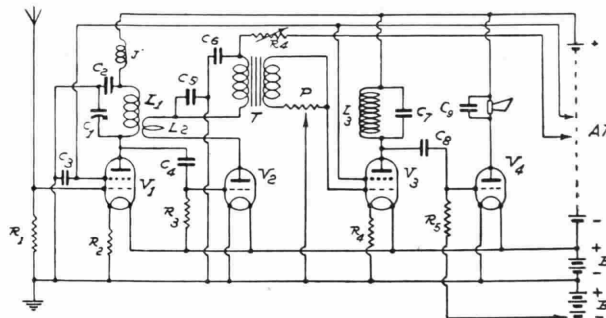 C6
R4
+
J
C2
C5
P
L1
L3
C9
C1
L2
T
C7
C8
C3
C4
V1
V2
V3
V4
R3
R1
R2
R4
R5
-
+
-
+
-